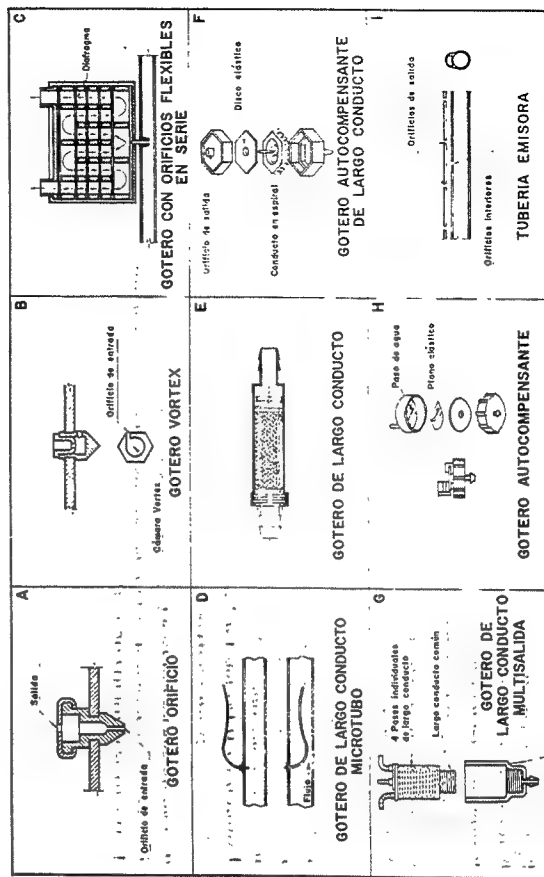 A
Salida
Orificio de entrada
GOTERO ORIFICIO
B
Orificio de entrada
Cámara Vortex
GOTERO VORTEX
C
Diafragma
GOTERO CON ORIFICIOS FLEXIBLES
EN SERIE
D
Flujo
GOTERO DE LARGO CONDUCTO
MICROTUBO
E
GOTERO DE LARGO CONDUCTO
F
Orificio de salida
Disco elástico
Conducto en espiral
GOTERO AUTOCOMPENSANTE
DE LARGO CONDUCTO
G
4 Pasos individuales
de largo conducto
Largo conducto común
GOTERO DE
LARGO CONDUCTO
MULTISALIDA
H
Paso de agua
Plano elástico
GOTERO AUTOCOMPENSANTE
I
Orificios de salida
Orificios interiores
TUBERIA EMISORA